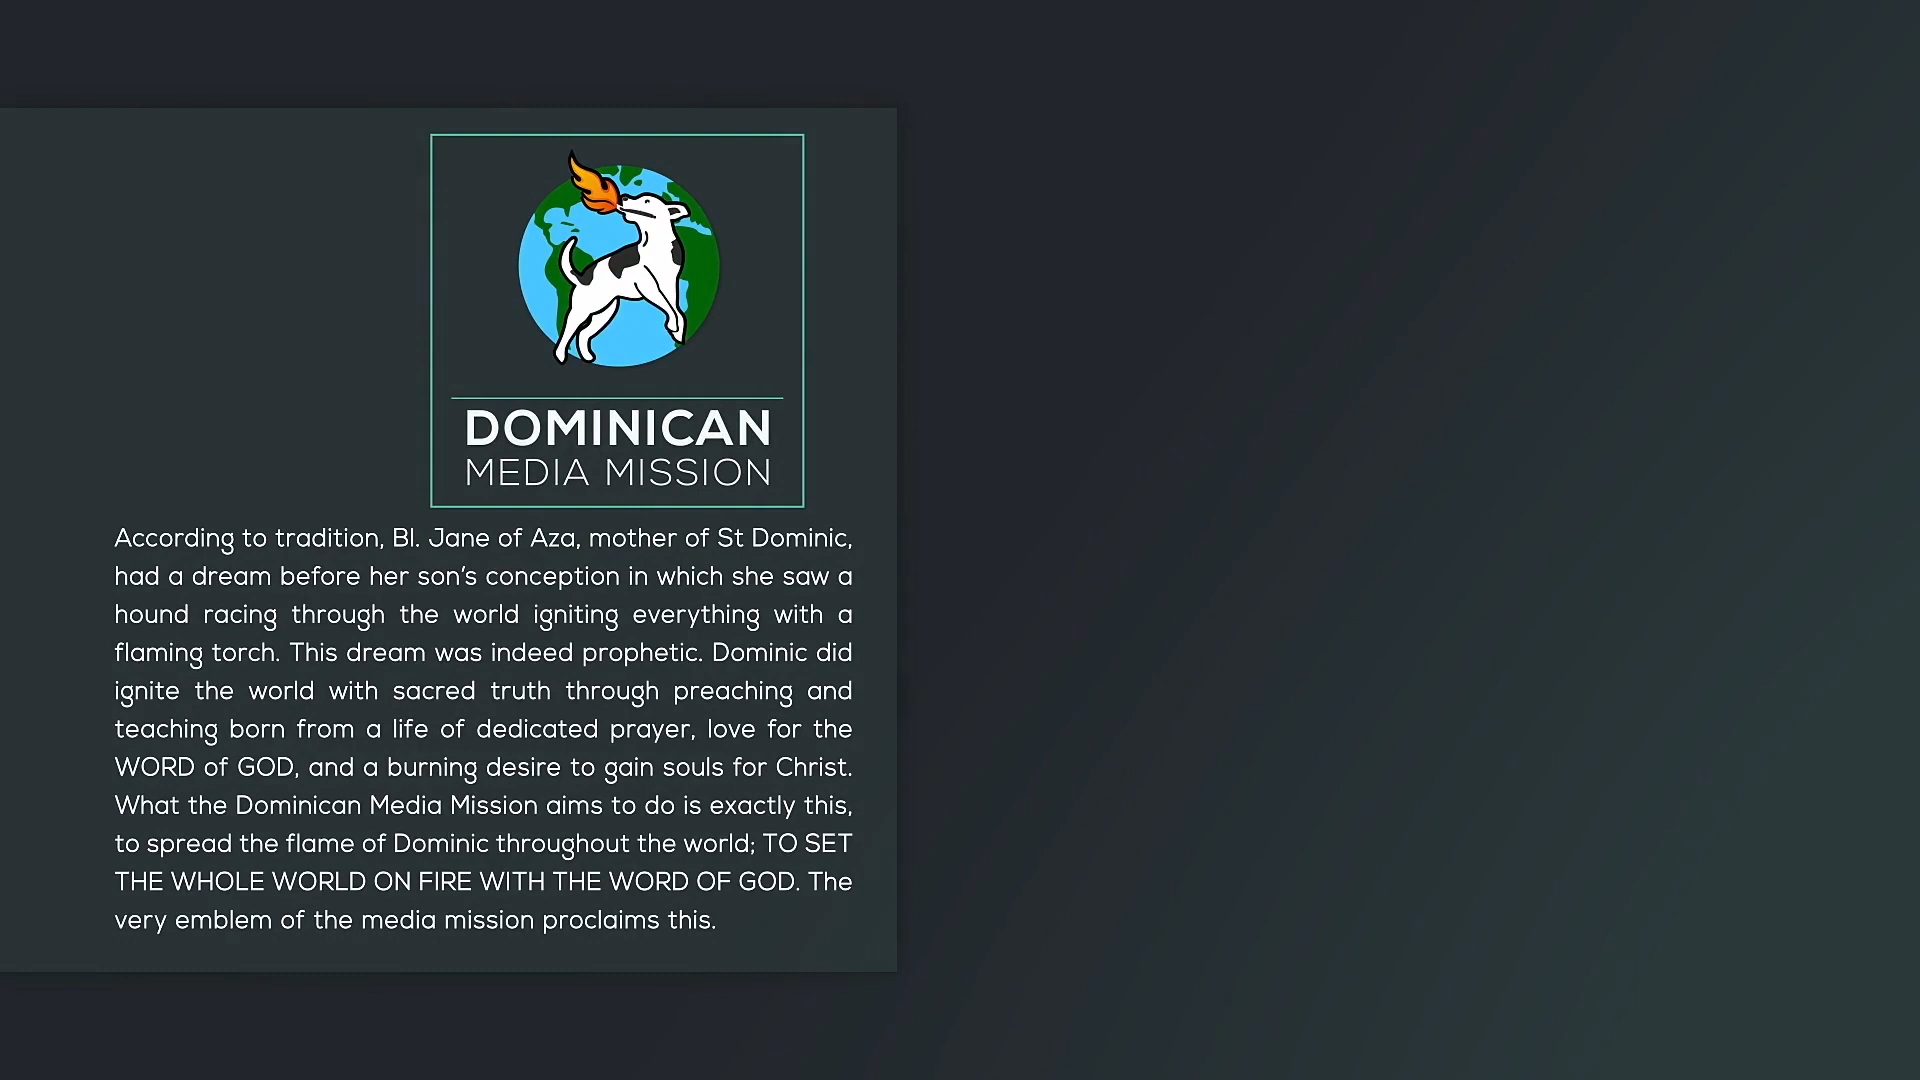 DOMINICAN
MEDIA MISSION
According to tradition, Bl. Jane of Aza, mother of St Dominic,
had a dream before her son's conception in which she saw a
hound racing through the world igniting everything with a
flaming torch. This dream was indeed prophetic. Dominic did
ignite the world with sacred truth through preaching and
teaching born from a life of dedicated prayer, love for the
WORD of GOD, and a burning desire to gain souls for Christ.
What the Dominican Media Mission aims to do is exactly this,
to spread the flame of Dominic throughout the world; TO SET
THE WHOLE WORLD ON FIRE WITH THE WORD OF GOD. The
very emblem of the media mission proclaims this.